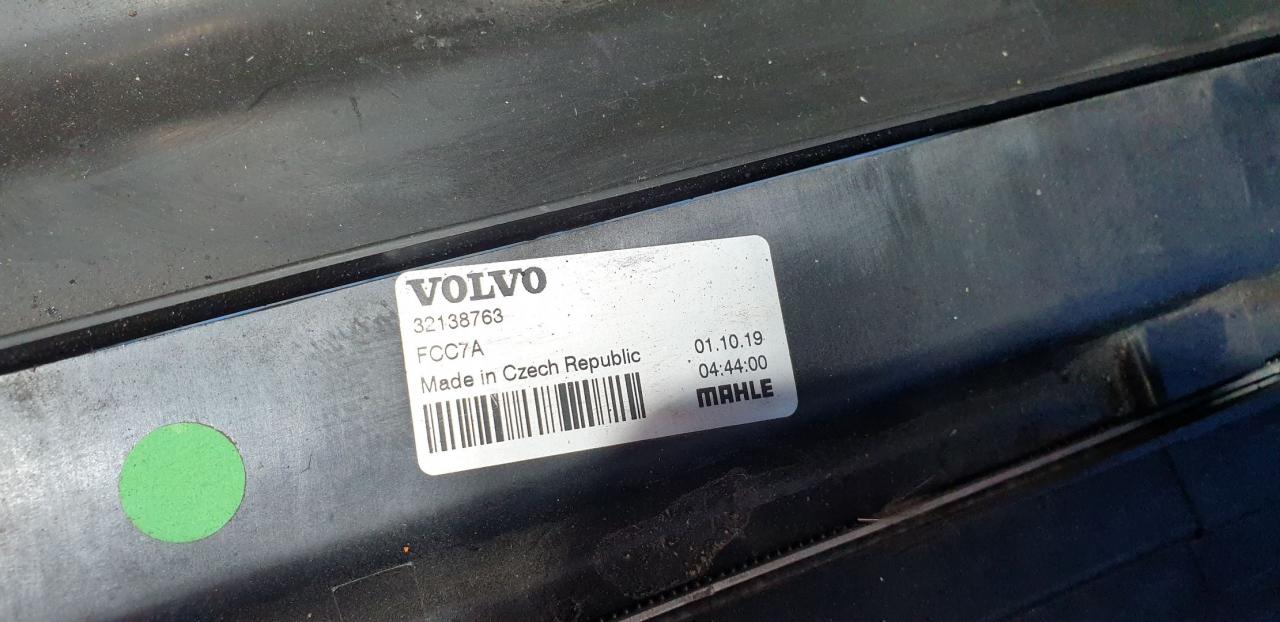 VOLVO
32138763
FCC7A
Made in Czech Republic
01.10.19
04:44:00
MAHLE